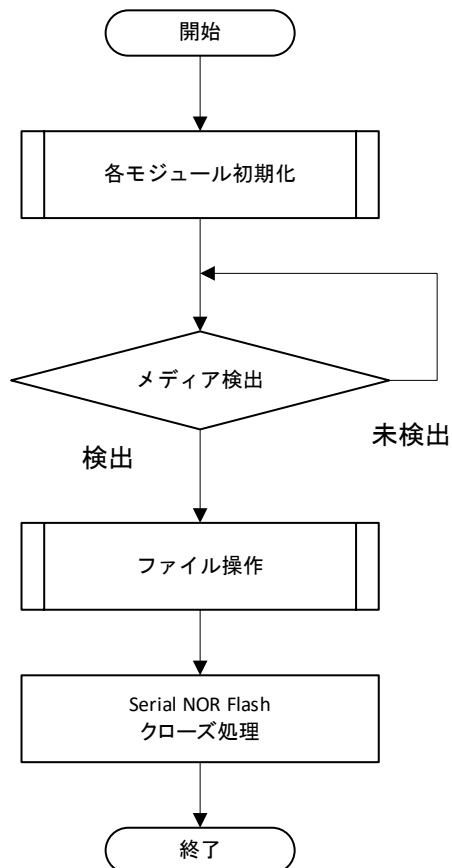 開始
各モジュール初期化
メディア検出
未検出
検出
ファイル操作
Serial NOR Flash
クローズ処理
終了